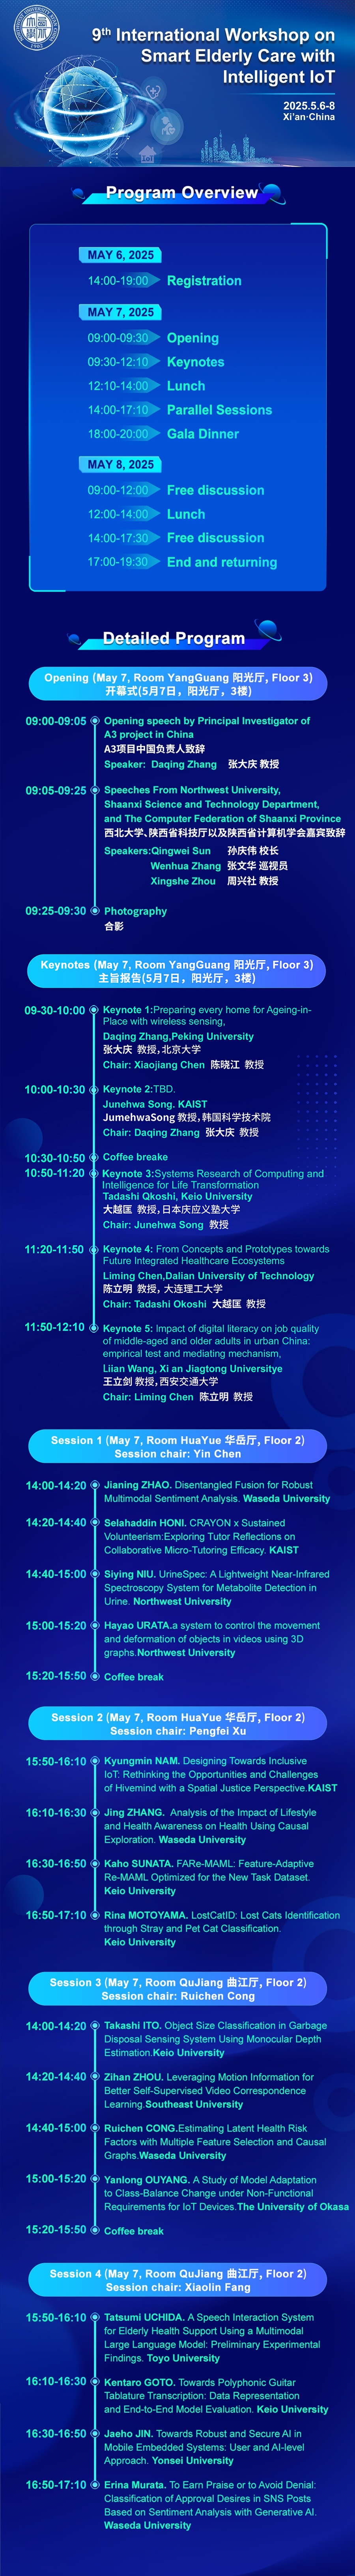 9th International Workshop on
Smart Elderly Care with
Intelligent IoT
2025.5.6-8
Xi'an·China
Program Overview
MAY 6, 2025
14:00-19:00 Registration
MAY 7, 2025
09:00-09:30 Opening
09:30-12:10 Keynotes
12:10-14:00 Lunch
14:00-17:10 Parallel Sessions
18:00-20:00 Gala Dinner
MAY 8, 2025
09:00-12:00 Free discussion
12:00-14:00 Lunch
14:00-17:30 Free discussion
17:00-19:30 End and returning
Detailed Program
Opening (May 7, Room YangGuang 阳光厅, Floor 3)
开幕式(5月7日，阳光厅，3楼)
09:00-09:05 Opening speech by Principal Investigator of
A3 project in China
A3项目中国负责人致辞
Speaker: Daqing Zhang 张大庆 教授
09:05-09:25 Speeches From Northwest University,
Shaanxi Science and Technology Department,
and The Computer Federation of Shaanxi Province
西北大学、陕西省科技厅以及陕西省计算机学会嘉宾致辞
Speakers:Qingwei Sun 孙庆伟 校长
Wenhua Zhang 张文华 巡视员
Xingshe Zhou 周兴社 教授
09:25-09:30 Photography
合影
Keynotes (May 7, Room YangGuang 阳光厅, Floor 3)
主旨报告(5月7日，阳光厅，3楼)
09-30-10:00 Keynote 1:Preparing every home for Ageing-in-
Place with wireless sensing,
Daqing Zhang,Peking University
张大庆 教授，北京大学
Chair: Xiaojiang Chen 陈晓江 教授
10:00-10:30 Keynote 2:TBD.
Junehwa Song. KAIST
JumehwaSong 教授，韩国科学技术院
Chair: Daqing Zhang 张大庆 教授
10:30-10:50 Coffee breake
10:50-11:20 Keynote 3:Systems Research of Computing and
Intelligence for Life Transformation
Tadashi Qkoshi, Keio University
大越匡 教授，日本庆应义塾大学
Chair: Junehwa Song 教授
11:20-11:50 Keynote 4: From Concepts and Prototypes towards
Future Integrated Healthcare Ecosystems
Liming Chen,Dalian University of Technology
陈立明 教授，大连理工大学
Chair: Tadashi Okoshi 大越匡 教授
11:50-12:10 Keynote 5: Impact of digital literacy on job quality
of middle-aged and older adults in urban China:
empirical test and mediating mechanism,
Liian Wang, Xi an Jiagtong Universitye
王立剑 教授，西安交通大学
Chair: Liming Chen 陈立明 教授
Session 1 (May 7, Room HuaYue 华岳厅, Floor 2)
Session chair: Yin Chen
14:00-14:20 Jianing ZHAO. Disentangled Fusion for Robust
Multimodal Sentiment Analysis. Waseda University
14:20-14:40 Selahaddin HONI. CRAYON x Sustained
Volunteerism:Exploring Tutor Reflections on
Collaborative Micro-Tutoring Efficacy. KAIST
14:40-15:00 Siying NIU. UrineSpec: A Lightweight Near-Infrared
Spectroscopy System for Metabolite Detection in
Urine. Northwest University
15:00-15:20 Hayao URATA.a system to control the movement
and deformation of objects in videos using 3D
graphs.Northwest University
15:20-15:50 Coffee break
Session 2 (May 7, Room HuaYue 华岳厅, Floor 2)
Session chair: Pengfei Xu
15:50-16:10 Kyungmin NAM. Designing Towards Inclusive
IoT: Rethinking the Opportunities and Challenges
of Hivemind with a Spatial Justice Perspective.KAIST
16:10-16:30 Jing ZHANG. Analysis of the Impact of Lifestyle
and Health Awareness on Health Using Causal
Exploration. Waseda University
16:30-16:50 Kaho SUNATA. FARe-MAML: Feature-Adaptive
Re-MAML Optimized for the New Task Dataset.
Keio University
16:50-17:10 Rina MOTOYAMA. LostCatID: Lost Cats Identification
through Stray and Pet Cat Classification.
Keio University
Session 3 (May 7, Room QuJiang 曲江厅, Floor 2)
Session chair: Ruichen Cong
14:00-14:20 Takashi ITO. Object Size Classification in Garbage
Disposal Sensing System Using Monocular Depth
Estimation.Keio University
14:20-14:40 Zihan ZHOU. Leveraging Motion Information for
Better Self-Supervised Video Correspondence
Learning.Southeast University
14:40-15:00 Ruichen CONG.Estimating Latent Health Risk
Factors with Multiple Feature Selection and Causal
Graphs.Waseda University
15:00-15:20 Yanlong OUYANG. A Study of Model Adaptation
to Class-Balance Change under Non-Functional
Requirements for IoT Devices.The University of Okasa
15:20-15:50 Coffee break
Session 4 (May 7, Room QuJiang 曲江厅, Floor 2)
Session chair: Xiaolin Fang
15:50-16:10 Tatsumi UCHIDA. A Speech Interaction System
for Elderly Health Support Using a Multimodal
Large Language Model: Preliminary Experimental
Findings. Toyo University
16:10-16:30 Kentaro GOTO. Towards Polyphonic Guitar
Tablature Transcription: Data Representation
and End-to-End Model Evaluation. Keio University
16:30-16:50 Jaeho JIN. Towards Robust and Secure AI in
Mobile Embedded Systems: User and AI-level
Approach. Yonsei University
16:50-17:10 Erina Murata. To Earn Praise or to Avoid Denial:
Classification of Approval Desires in SNS Posts
Based on Sentiment Analysis with Generative AI.
Waseda University